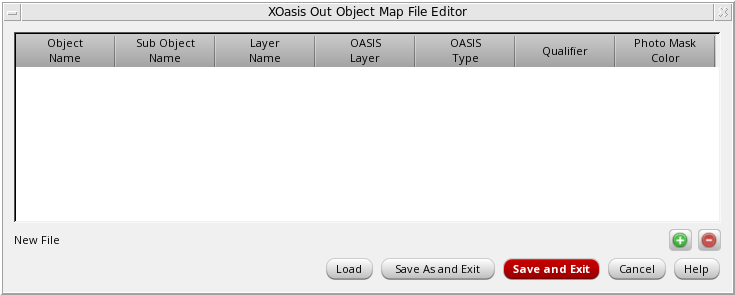 XOasis Out Object Map File Editor
Object Name
Sub Object Name
Layer Name
OASIS Layer
OASIS Type
Qualifier
Photo Mask Color
New File
Load Save As and Exit Save and Exit Cancel Help